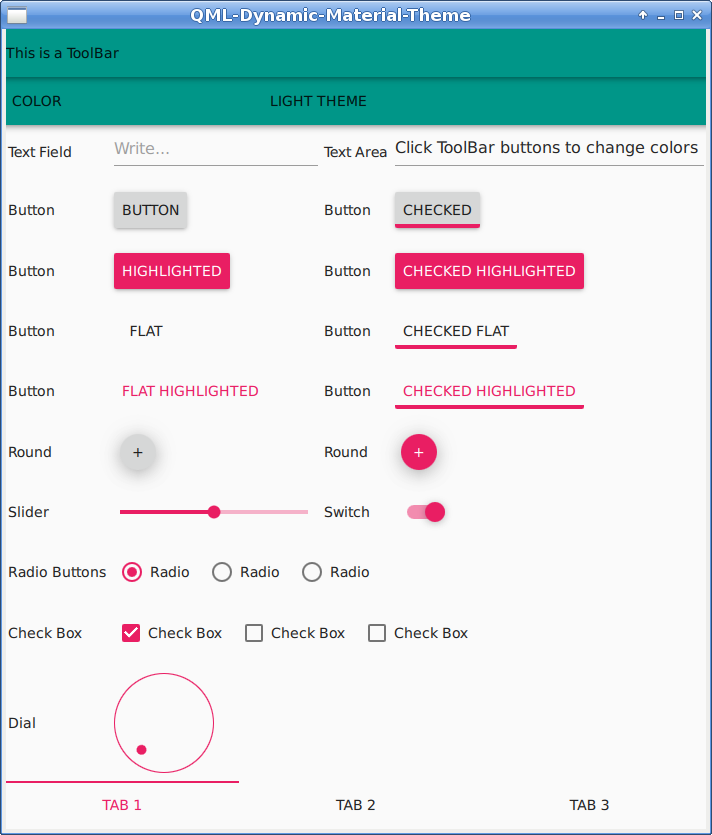 QML-Dynamic-Material-Theme
This is a ToolBar
COLOR LIGHT THEME
Text Field Write... Text Area Click ToolBar buttons to change colors
Button BUTTON Button CHECKED
Button HIGHLIGHTED Button CHECKED HIGHLIGHTED
Button FLAT Button CHECKED FLAT
Button FLAT HIGHLIGHTED Button CHECKED HIGHLIGHTED
Round + Round +
Slider Switch
Radio Buttons Radio Radio Radio
Check Box Check Box Check Box Check Box
Dial
TAB 1 TAB 2 TAB 3